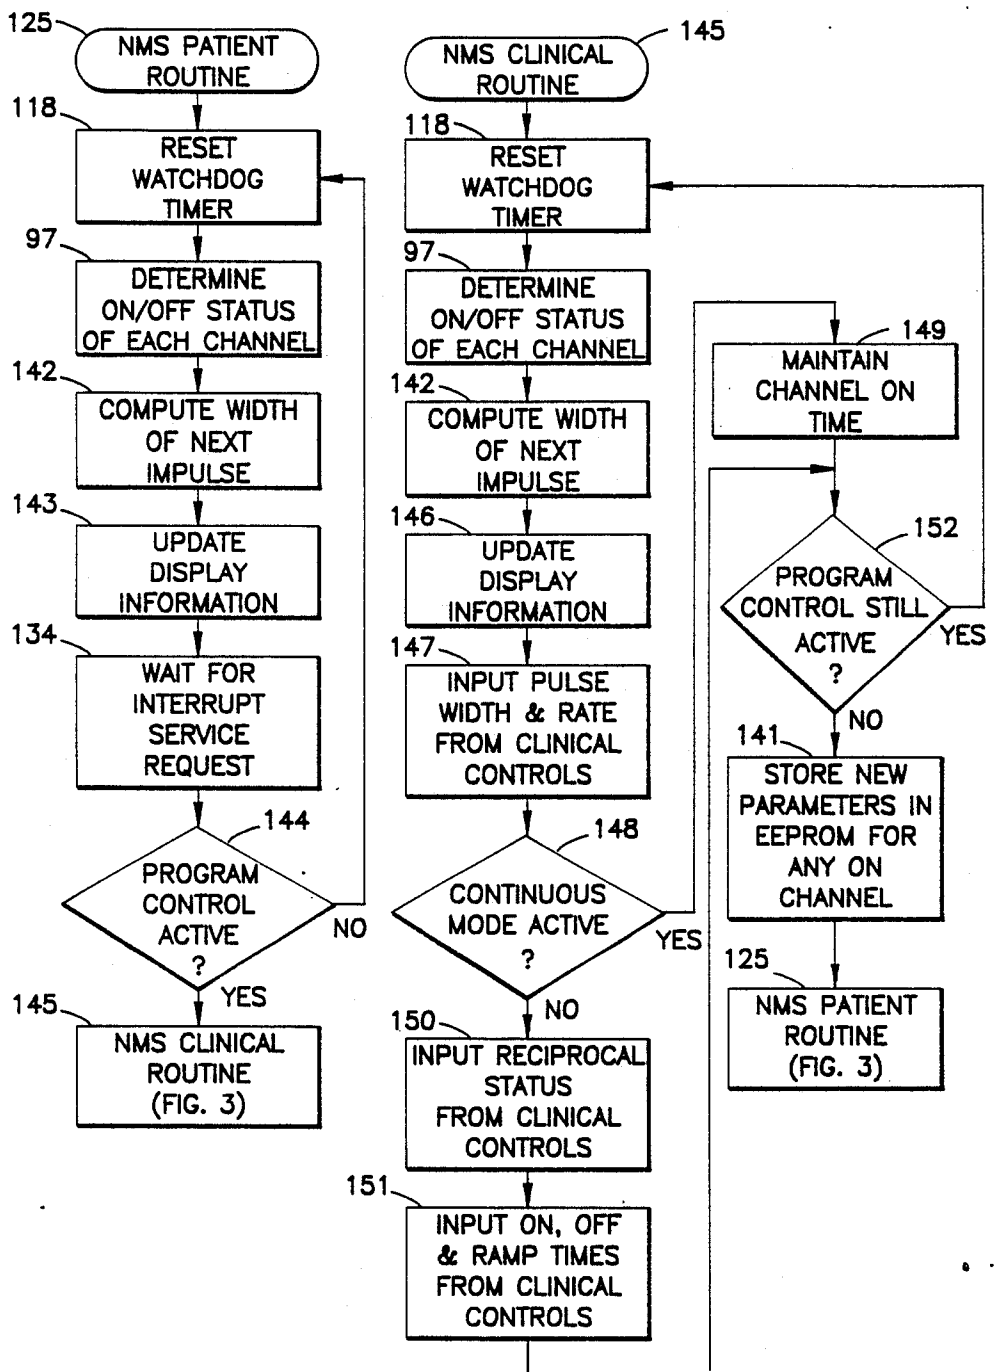 125
NMS PATIENT
ROUTINE
118
RESET
WATCHDOG
TIMER
97
DETERMINE
ON/OFF STATUS
OF EACH CHANNEL
142
COMPUTE WIDTH
OF NEXT
IMPULSE
143
UPDATE
DISPLAY
INFORMATION
134
WAIT FOR
INTERRUPT
SERVICE
REQUEST
144
PROGRAM
CONTROL
ACTIVE
?
NO
YES
145
NMS CLINICAL
ROUTINE
(FIG. 3)
145
NMS CLINICAL
ROUTINE
118
RESET
WATCHDOG
TIMER
97
DETERMINE
ON/OFF STATUS
OF EACH CHANNEL
142
COMPUTE WIDTH
OF NEXT
IMPULSE
146
UPDATE
DISPLAY
INFORMATION
147
INPUT PULSE
WIDTH & RATE
FROM CLINICAL
CONTROLS
148
CONTINUOUS
MODE ACTIVE
?
YES
NO
150
INPUT RECIPROCAL
STATUS
FROM CLINICAL
CONTROLS
151
INPUT ON, OFF
& RAMP TIMES
FROM CLINICAL
CONTROLS
149
MAINTAIN
CHANNEL ON
TIME
152
PROGRAM
CONTROL STILL
ACTIVE
?
YES
NO
141
STORE NEW
PARAMETERS IN
EEPROM FOR
ANY ON
CHANNEL
125
NMS PATIENT
ROUTINE
(FIG. 3)